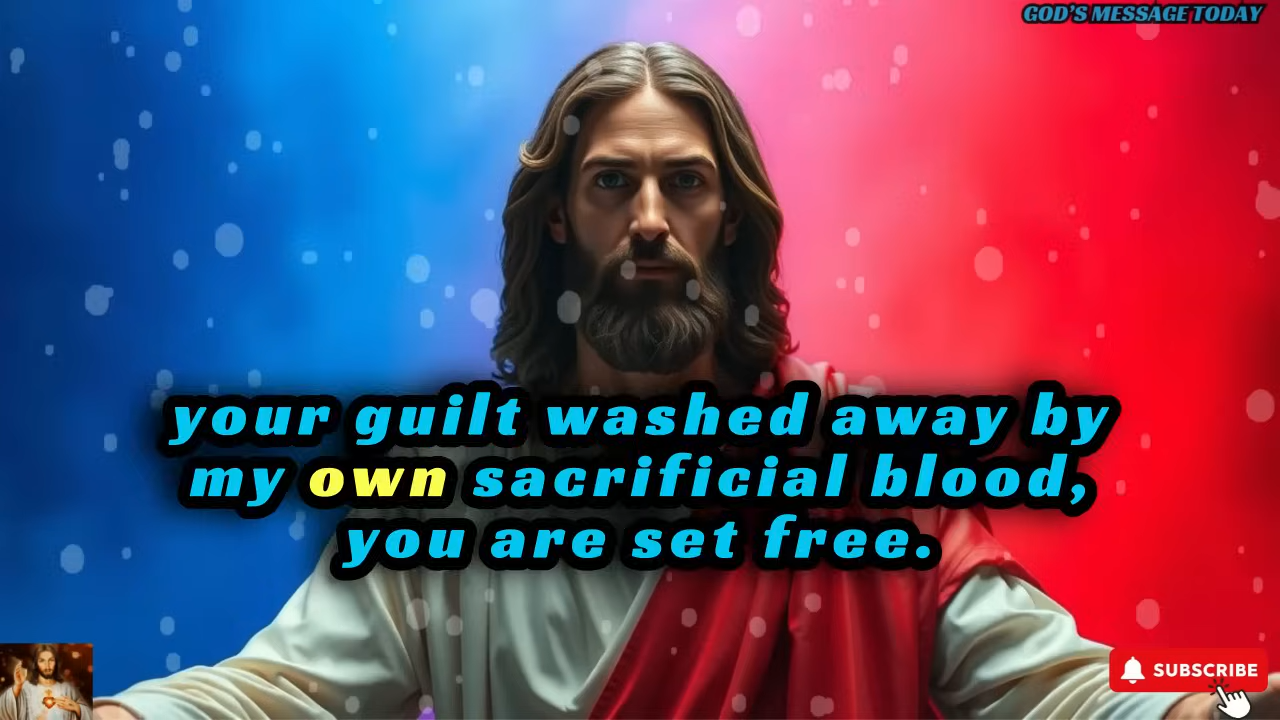 GOD'S MESSAGE TODAY
your guilt washed away by
my own sacrificial blood,
you are set free.
SUBSCRIBE